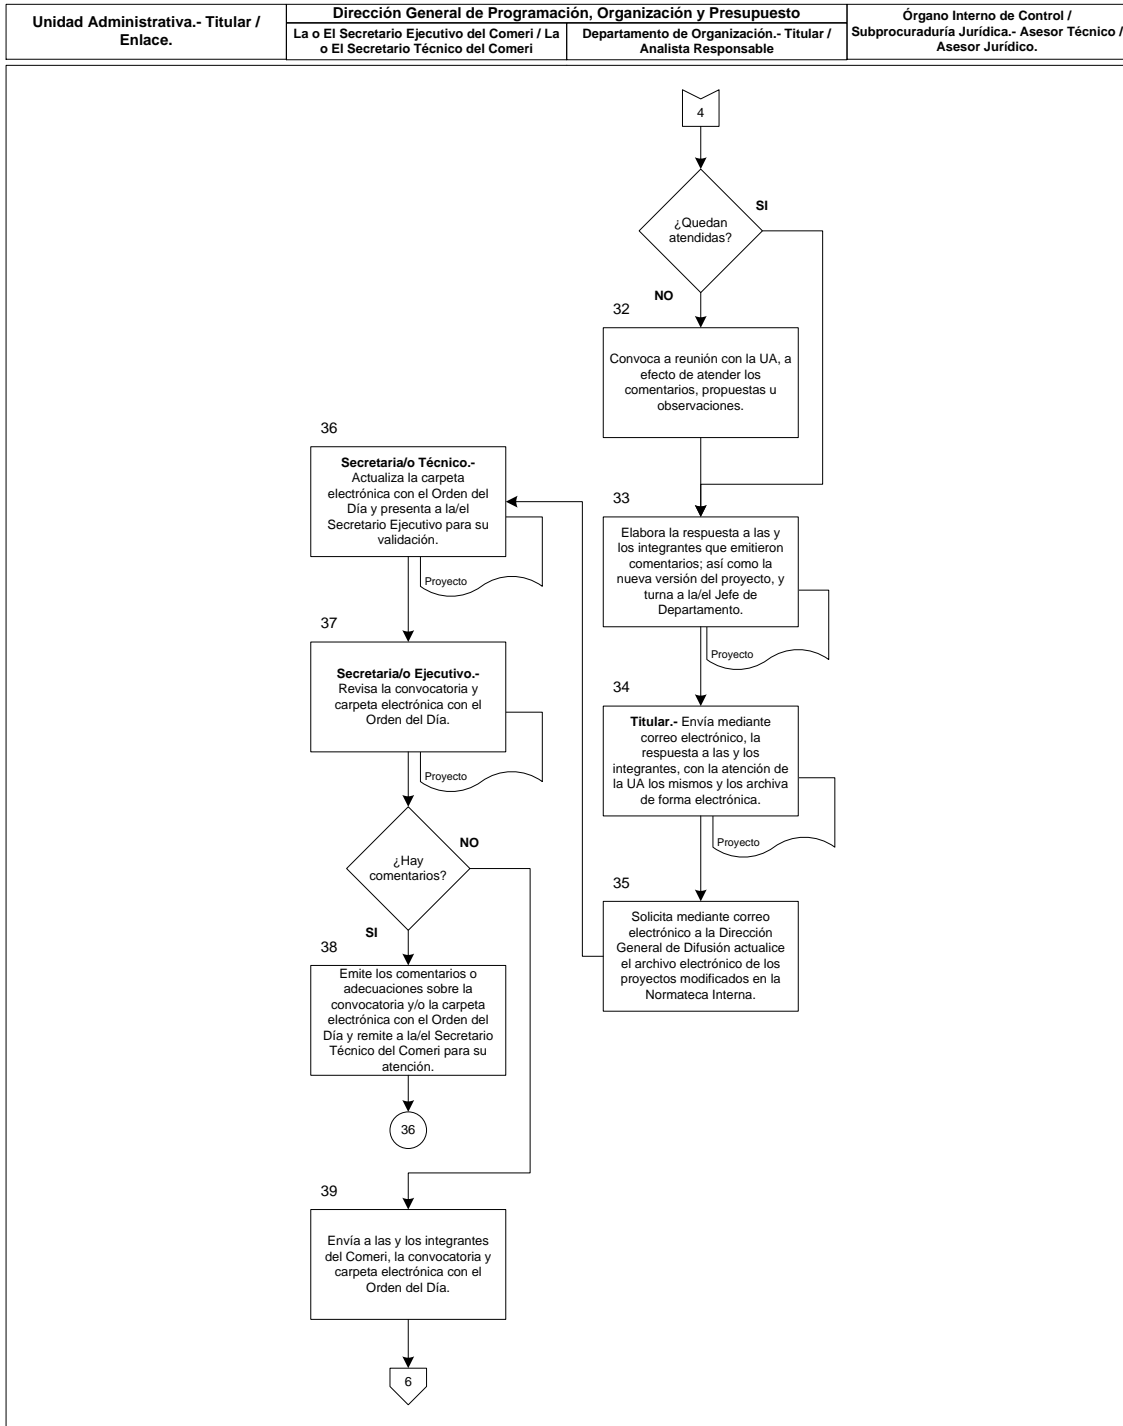 Unidad Administrativa.- Titular /
Enlace.
Dirección General de Programación, Organización y Presupuesto
La o El Secretario Ejecutivo del Comeri / La
o El Secretario Técnico del Comeri
Departamento de Organización.- Titular /
Analista Responsable
Órgano Interno de Control /
Subprocuraduría Jurídica.- Asesor Técnico /
Asesor Jurídico.
4
¿Quedan
atendidas?
SI
NO
32
Convoca a reunión con la UA, a
efecto de atender los
comentarios, propuestas u
observaciones.
33
Elabora la respuesta a las y
los integrantes que emitieron
comentarios; así como la
nueva versión del proyecto, y
turna a la/el Jefe de
Departamento.
Proyecto
34
Titular.- Envía mediante
correo electrónico, la
respuesta a las y los
integrantes, con la atención de
la UA los mismos y los archiva
de forma electrónica.
Proyecto
35
Solicita mediante correo
electrónico a la Dirección
General de Difusión actualice
el archivo electrónico de los
proyectos modificados en la
Normateca Interna.
36
Secretaria/o Técnico.-
Actualiza la carpeta
electrónica con el Orden del
Día y presenta a la/el
Secretario Ejecutivo para su
validación.
Proyecto
37
Secretaria/o Ejecutivo.-
Revisa la convocatoria y
carpeta electrónica con el
Orden del Día.
Proyecto
¿Hay
comentarios?
NO
SI
38
Emite los comentarios o
adecuaciones sobre la
convocatoria y/o la carpeta
electrónica con el Orden del
Día y remite a la/el Secretario
Técnico del Comeri para su
atención.
36
39
Envía a las y los integrantes
del Comeri, la convocatoria y
carpeta electrónica con el
Orden del Día.
6